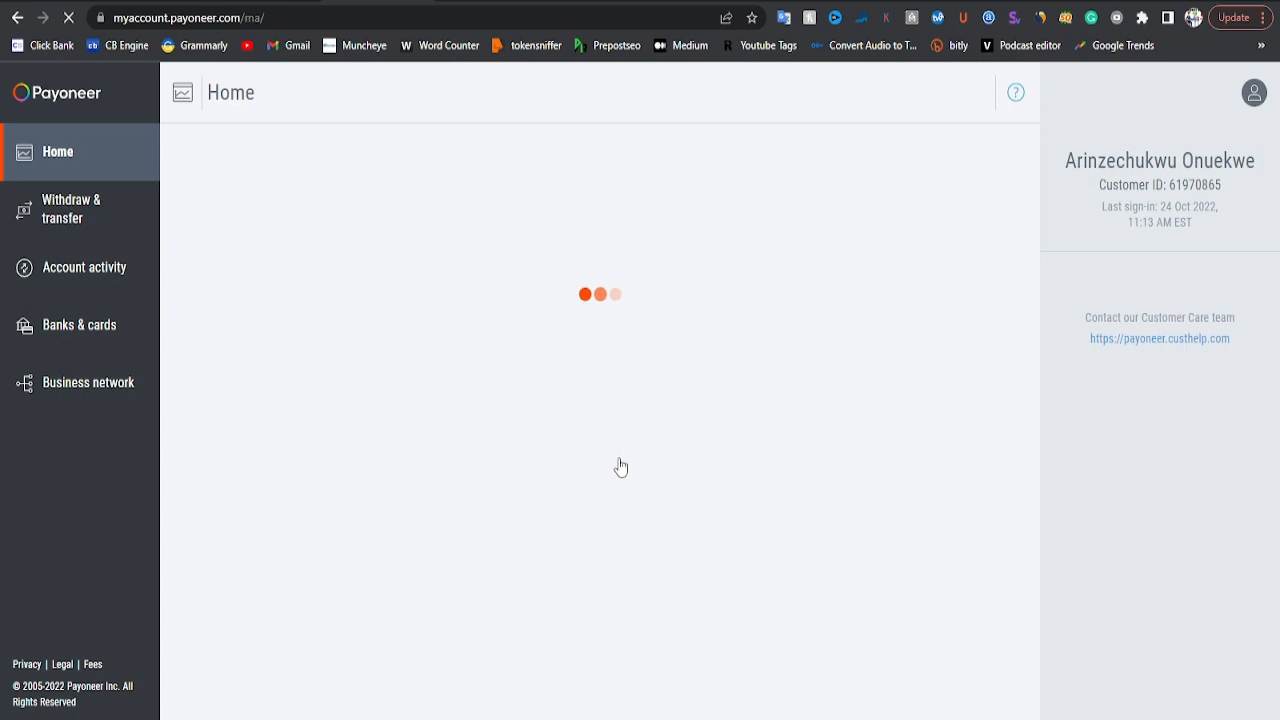 myaccount.payoneer.com/ma/
Update
Click Bank
CB Engine
Grammarly
Gmail
Muncheye
Word Counter
tokensniffer
Prepostseo
Medium
Youtube Tags
Convert Audio to T...
bitly
Podcast editor
Google Trends
»
Payoneer
Home
Withdraw &
transfer
Account activity
Banks & cards
Business network
Privacy | Legal | Fees
© 2005-2022 Payoneer Inc. All
Rights Reserved
Home
?
Arinzechukwu Onuekwe
Customer ID: 61970865
Last sign-in: 24 Oct 2022,
11:13 AM EST
Contact our Customer Care team
https://payoneer.custhelp.com